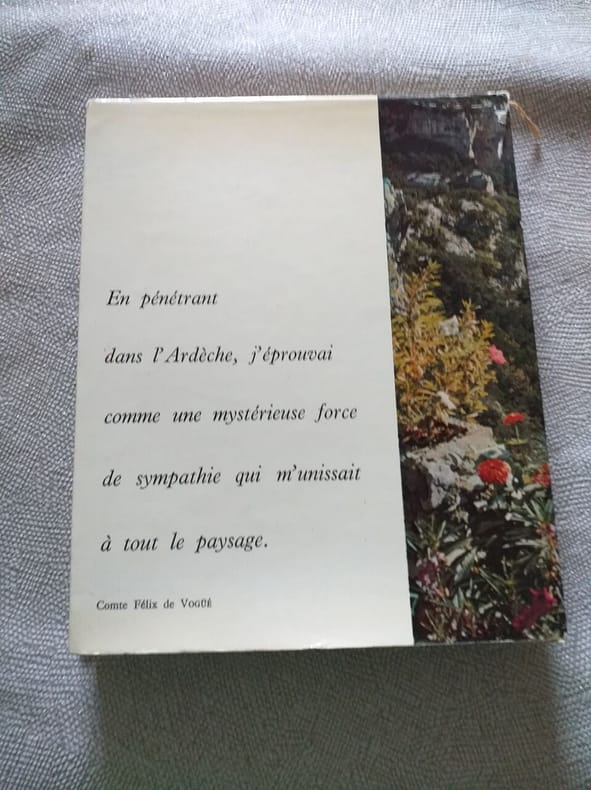 En pénétrant
dans l'Ardèche, j'éprouvai
comme une mystérieuse force
de sympathie qui m'unissait
à tout le paysage.
Comte Félix de VOGÜÉ